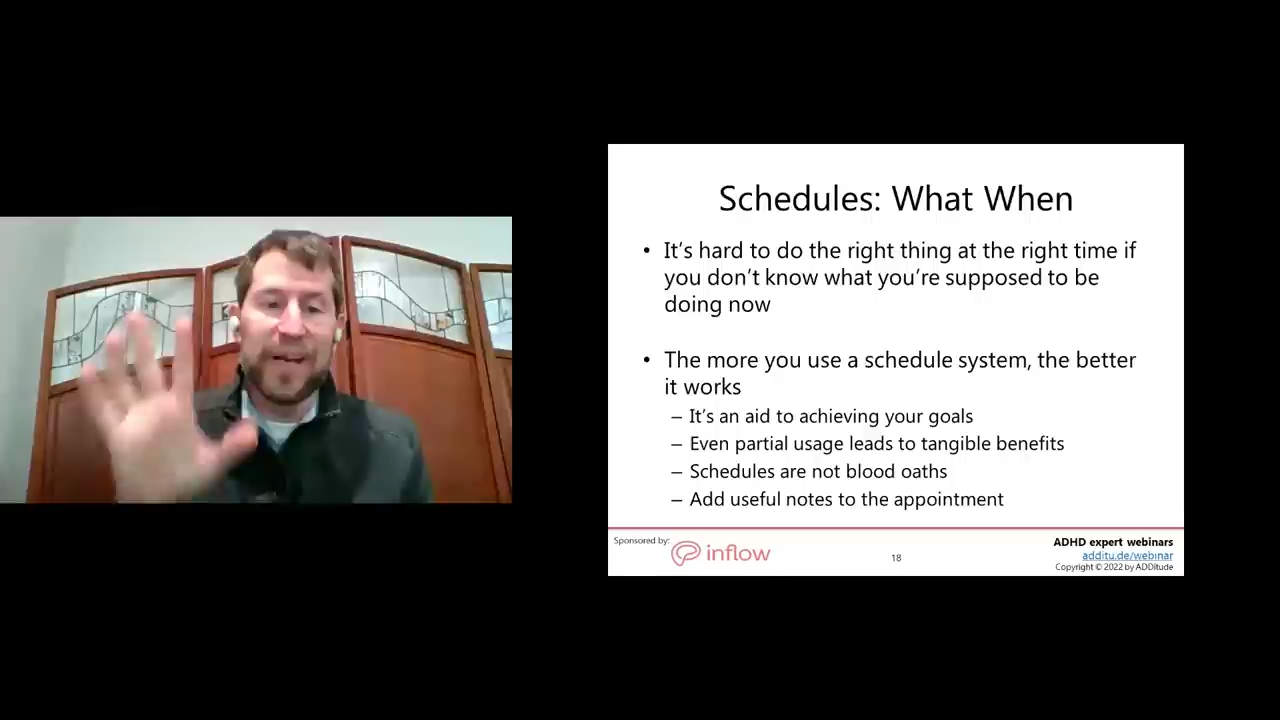 Schedules: What When
• It's hard to do the right thing at the right time if
you don't know what you're supposed to be
doing now
• The more you use a schedule system, the better
it works
– It's an aid to achieving your goals
– Even partial usage leads to tangible benefits
– Schedules are not blood oaths
– Add useful notes to the appointment
Sponsored by:
inflow
18
ADHD expert webinars
additu.de/webinar
Copyright © 2022 by ADDitude